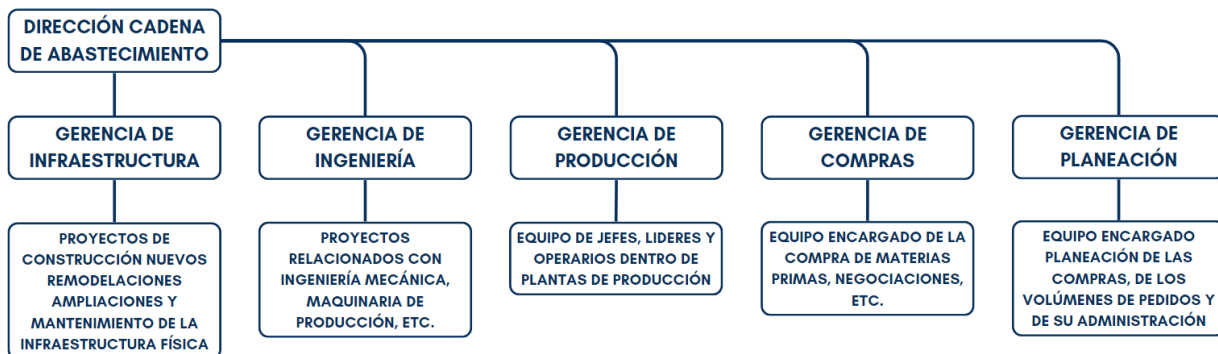 DIRECCIÓN CADENA
DE ABASTECIMIENTO
GERENCIA DE
INFRAESTRUCTURA
GERENCIA DE
INGENIERÍA
GERENCIA DE
PRODUCCIÓN
GERENCIA DE
COMPRAS
GERENCIA DE
PLANEACIÓN
PROYECTOS DE
CONSTRUCCIÓN NUEVOS
REMODELACIONES
AMPLIACIONES Y
MANTENIMIENTO DE LA
INFRAESTRUCTURA FÍSICA
PROYECTOS
RELACIONADOS CON
INGENIERÍA MECÁNICA,
MAQUINARIA DE
PRODUCCIÓN, ETC.
EQUIPO DE JEFES, LIDERES Y
OPERARIOS DENTRO DE
PLANTAS DE PRODUCCIÓN
EQUIPO ENCARGADO DE LA
COMPRA DE MATERIAS
PRIMAS, NEGOCIACIONES,
ETC.
EQUIPO ENCARGADO
PLANEACIÓN DE LAS
COMPRAS, DE LOS
VOLÚMENES DE PEDIDOS Y
DE SU ADMINISTRACIÓN